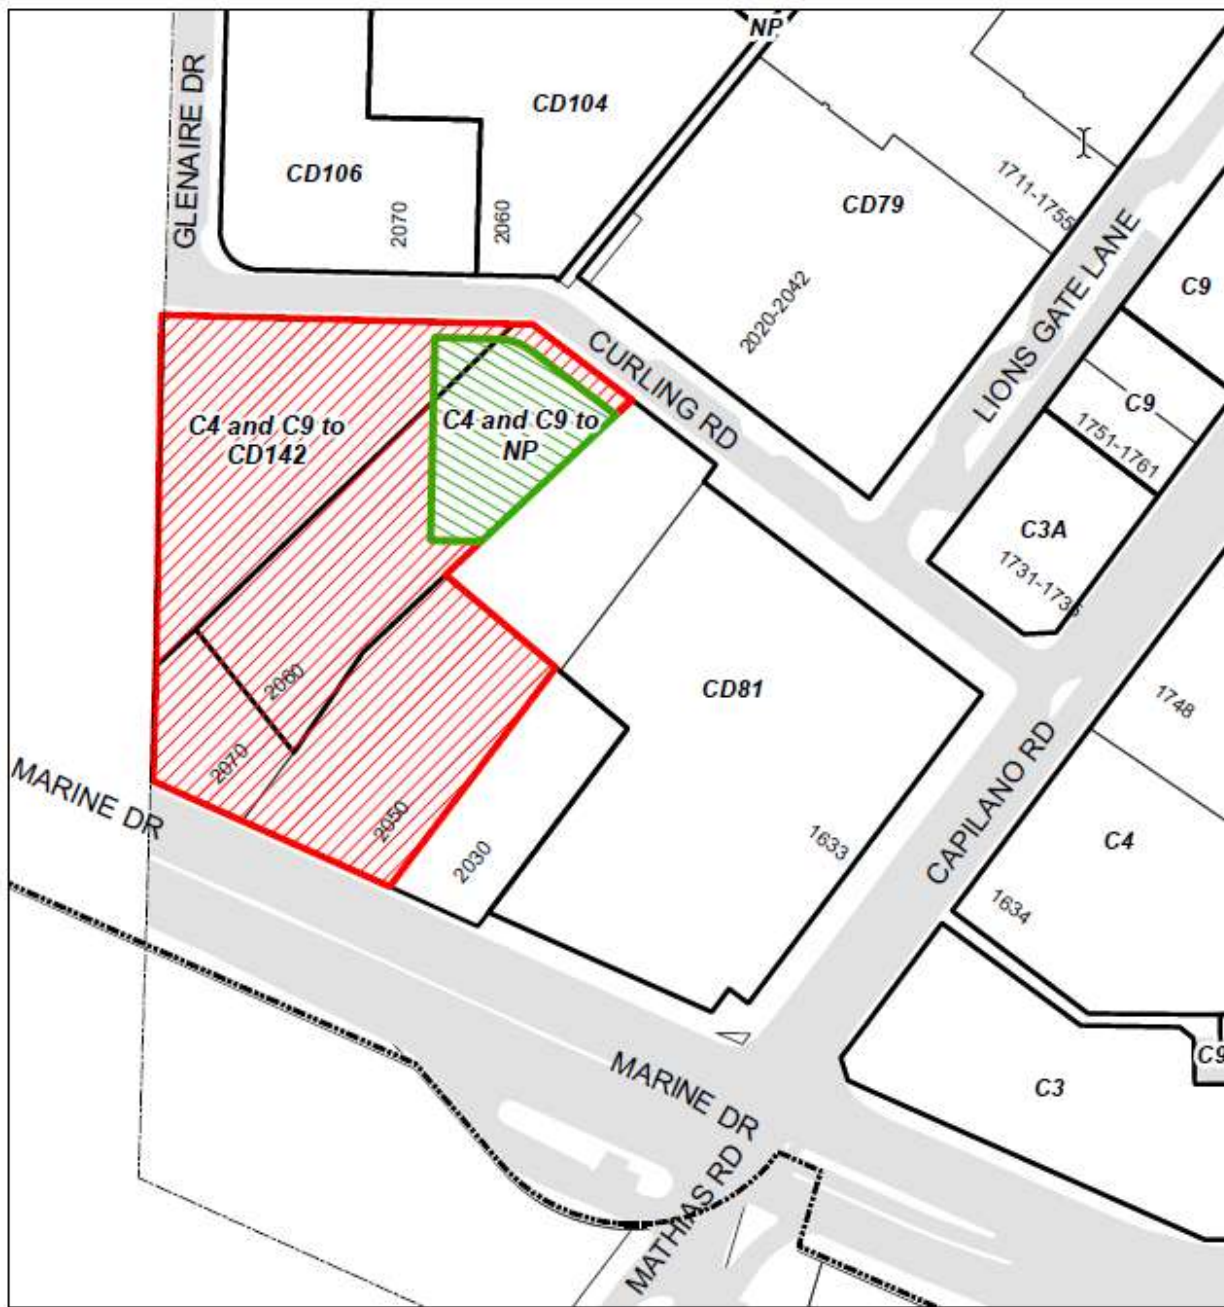 NP
GLENAIRE DR
CD104
CD106
2070
2060
CD79
1711-1755
LIONS GATE LANE
C9
2020-2042
CURLING RD
C4 and C9 to
CD142
C4 and C9 to
NP
C9
1751-1761
C3A
1731-1735
2060
2070
CD81
1748
CAPILANO RD
MARINE DR
2050
2030
1633
C4
1634
C9
C3
MARINE DR
MATHIAS RD